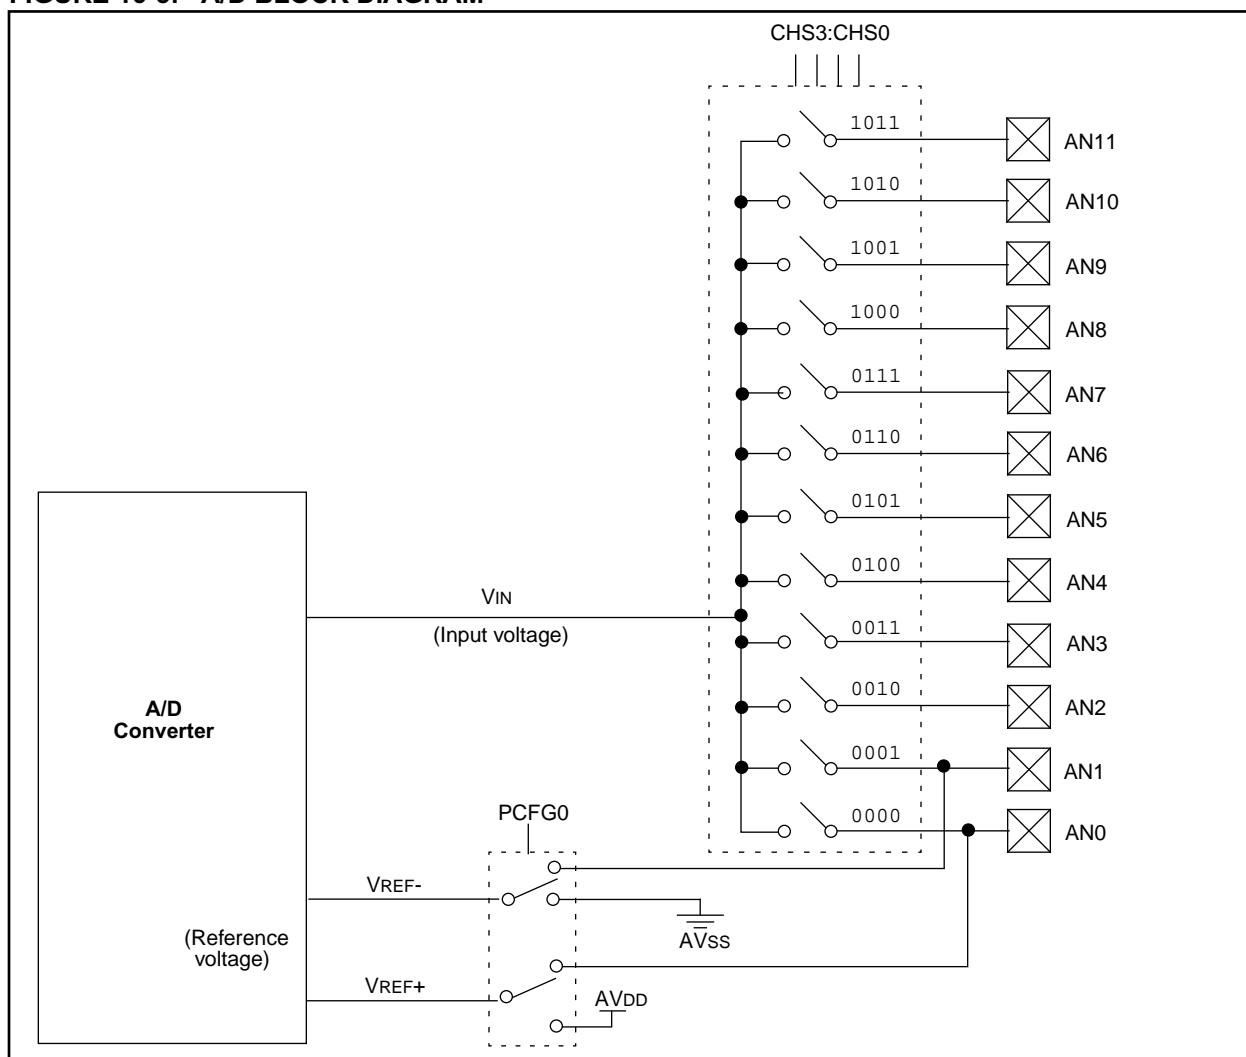 CHS3:CHS0
1011 AN11
1010 AN10
1001 AN9
1000 AN8
0111 AN7
0110 AN6
0101 AN5
0100 AN4
VIN
(Input voltage)
0011 AN3
0010 AN2
A/D
Converter
0001 AN1
0000 AN0
PCFG0
VREF-
(Reference
voltage)
AVSS
VREF+
AVDD